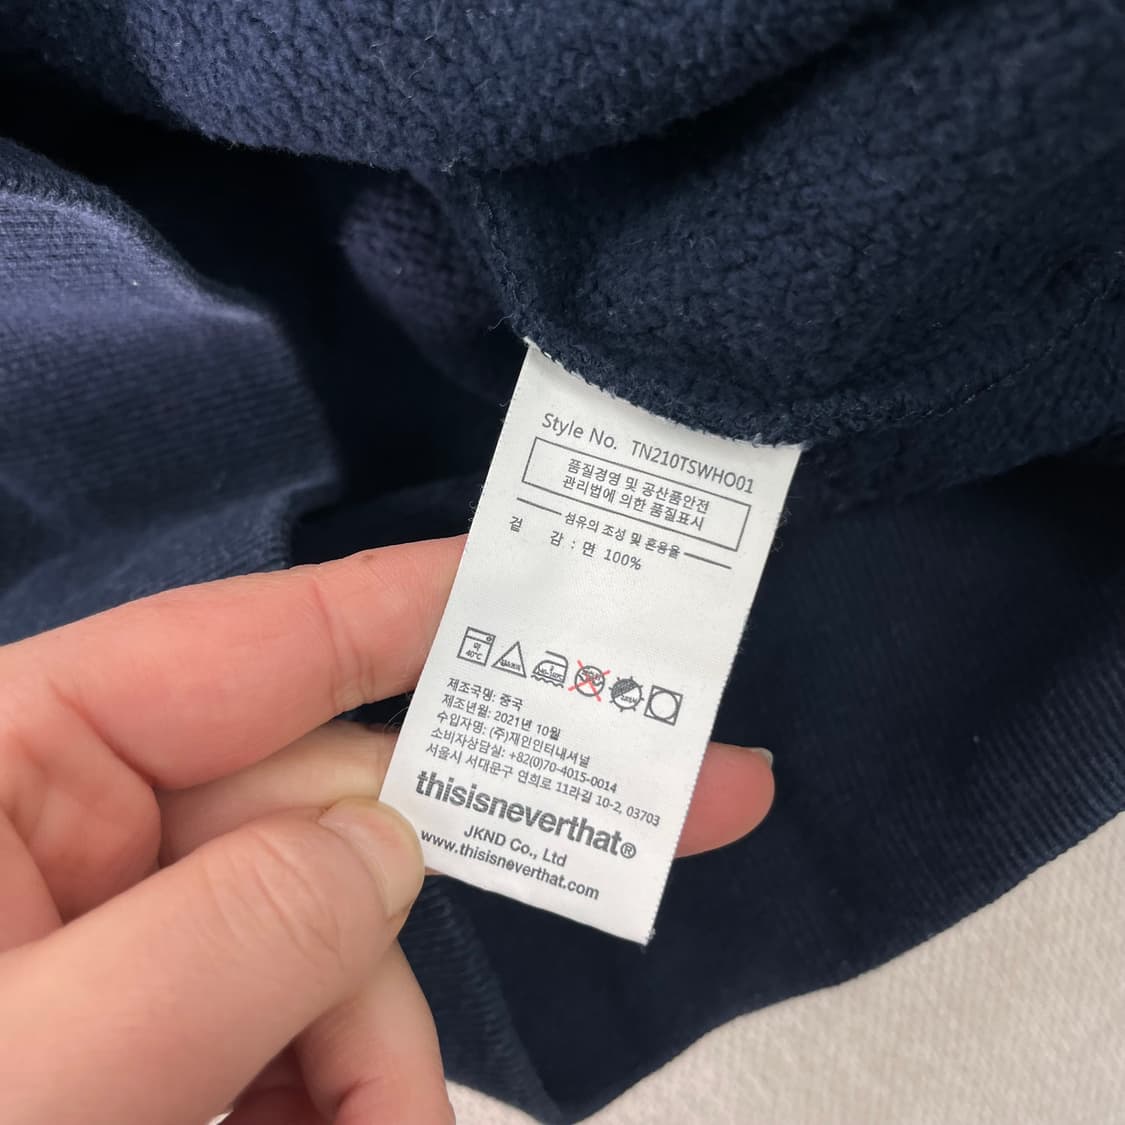 Style No. TN210TSWHO01
품질경영 및 공산품안전
관리법에 의한 품질표시
섬유의 조성 및 혼용율
겉 감 : 면 100%
약
40℃
제조국명: 중국
제조년월: 2021년 10월
수입자명: (주)재인인터내셔널
소비자상담실: +82(0)70-4015-0014
서울시 서대문구 연희로 11라길 10-2, 03703
thisisneverthat®
JKND Co., Ltd
www.thisisneverthat.com